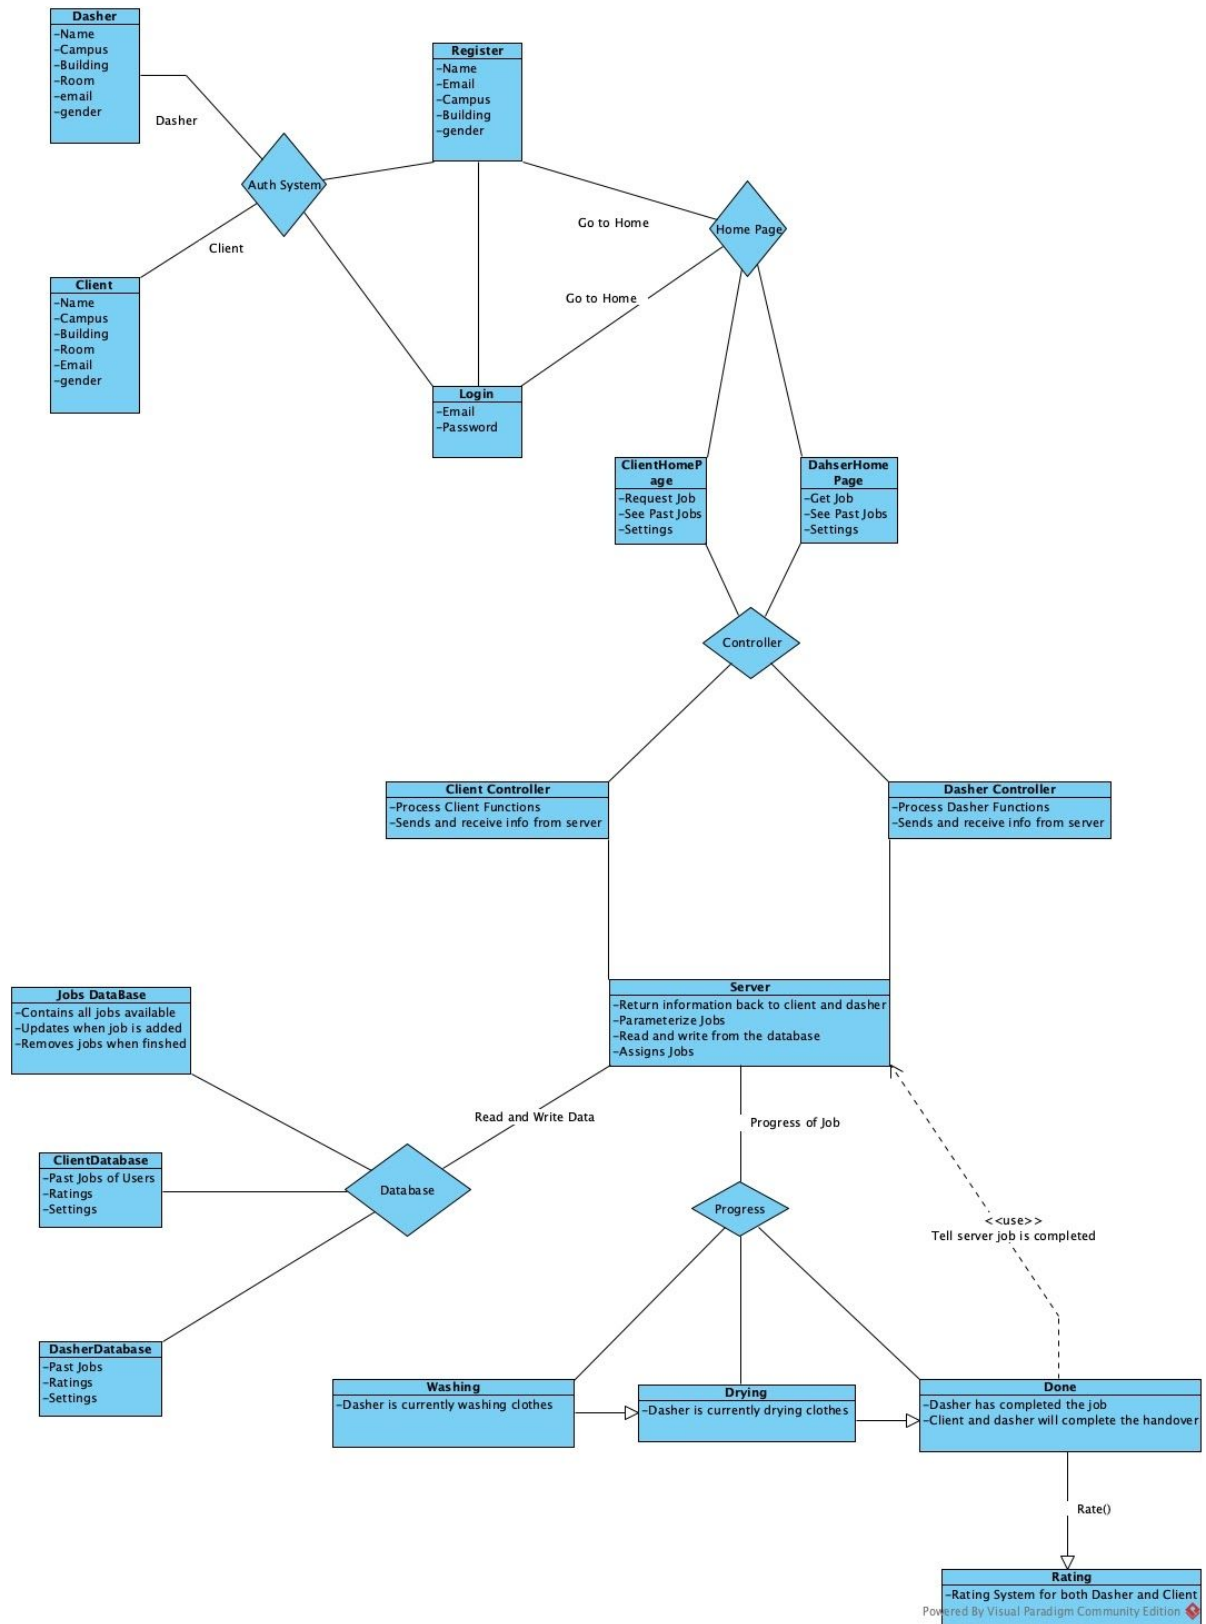 Dasher
-Name
-Campus
-Building
-Room
-email
-gender
Dasher
Register
-Name
-Email
-Campus
-Building
-gender
Auth System
Client
Client
-Name
-Campus
-Building
-Room
-Email
-gender
Go to Home
Home Page
Go to Home
Login
-Email
-Password
ClientHomeP
age
-Request Job
-See Past Jobs
-Settings
DahserHome
Page
-Get Job
-See Past Jobs
-Settings
Controller
Client Controller
-Process Client Functions
-Sends and receive info from server
Dasher Controller
-Process Dasher Functions
-Sends and receive info from server
Server
-Return information back to client and dasher
-Parameterize Jobs
-Read and write from the database
-Assigns Jobs
Jobs DataBase
-Contains all jobs available
-Updates when job is added
-Removes jobs when finshed
Read and Write Data
Progress of Job
ClientDatabase
-Past Jobs of Users
-Ratings
-Settings
Database
Progress
<<use>>
Tell server job is completed
DasherDatabase
-Past Jobs
-Ratings
-Settings
Washing
-Dasher is currently washing clothes
Drying
-Dasher is currently drying clothes
Done
-Dasher has completed the job
-Client and dasher will complete the handover
Rate()
Rating
-Rating System for both Dasher and Client
Powered By Visual Paradigm Community Edition